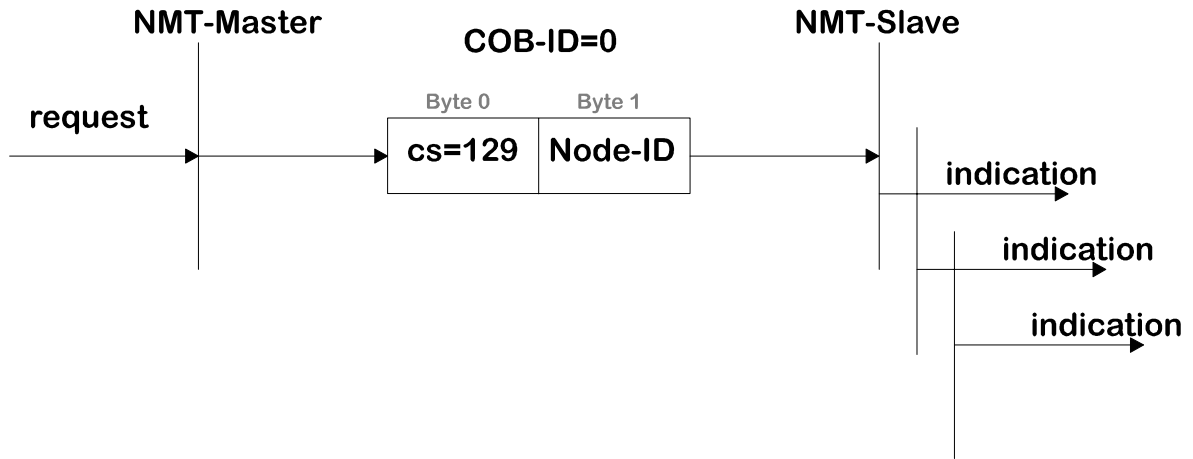 NMT-Master
COB-ID=0
NMT-Slave
request
Byte 0
Byte 1
cs=129
Node-ID
indication
indication
indication